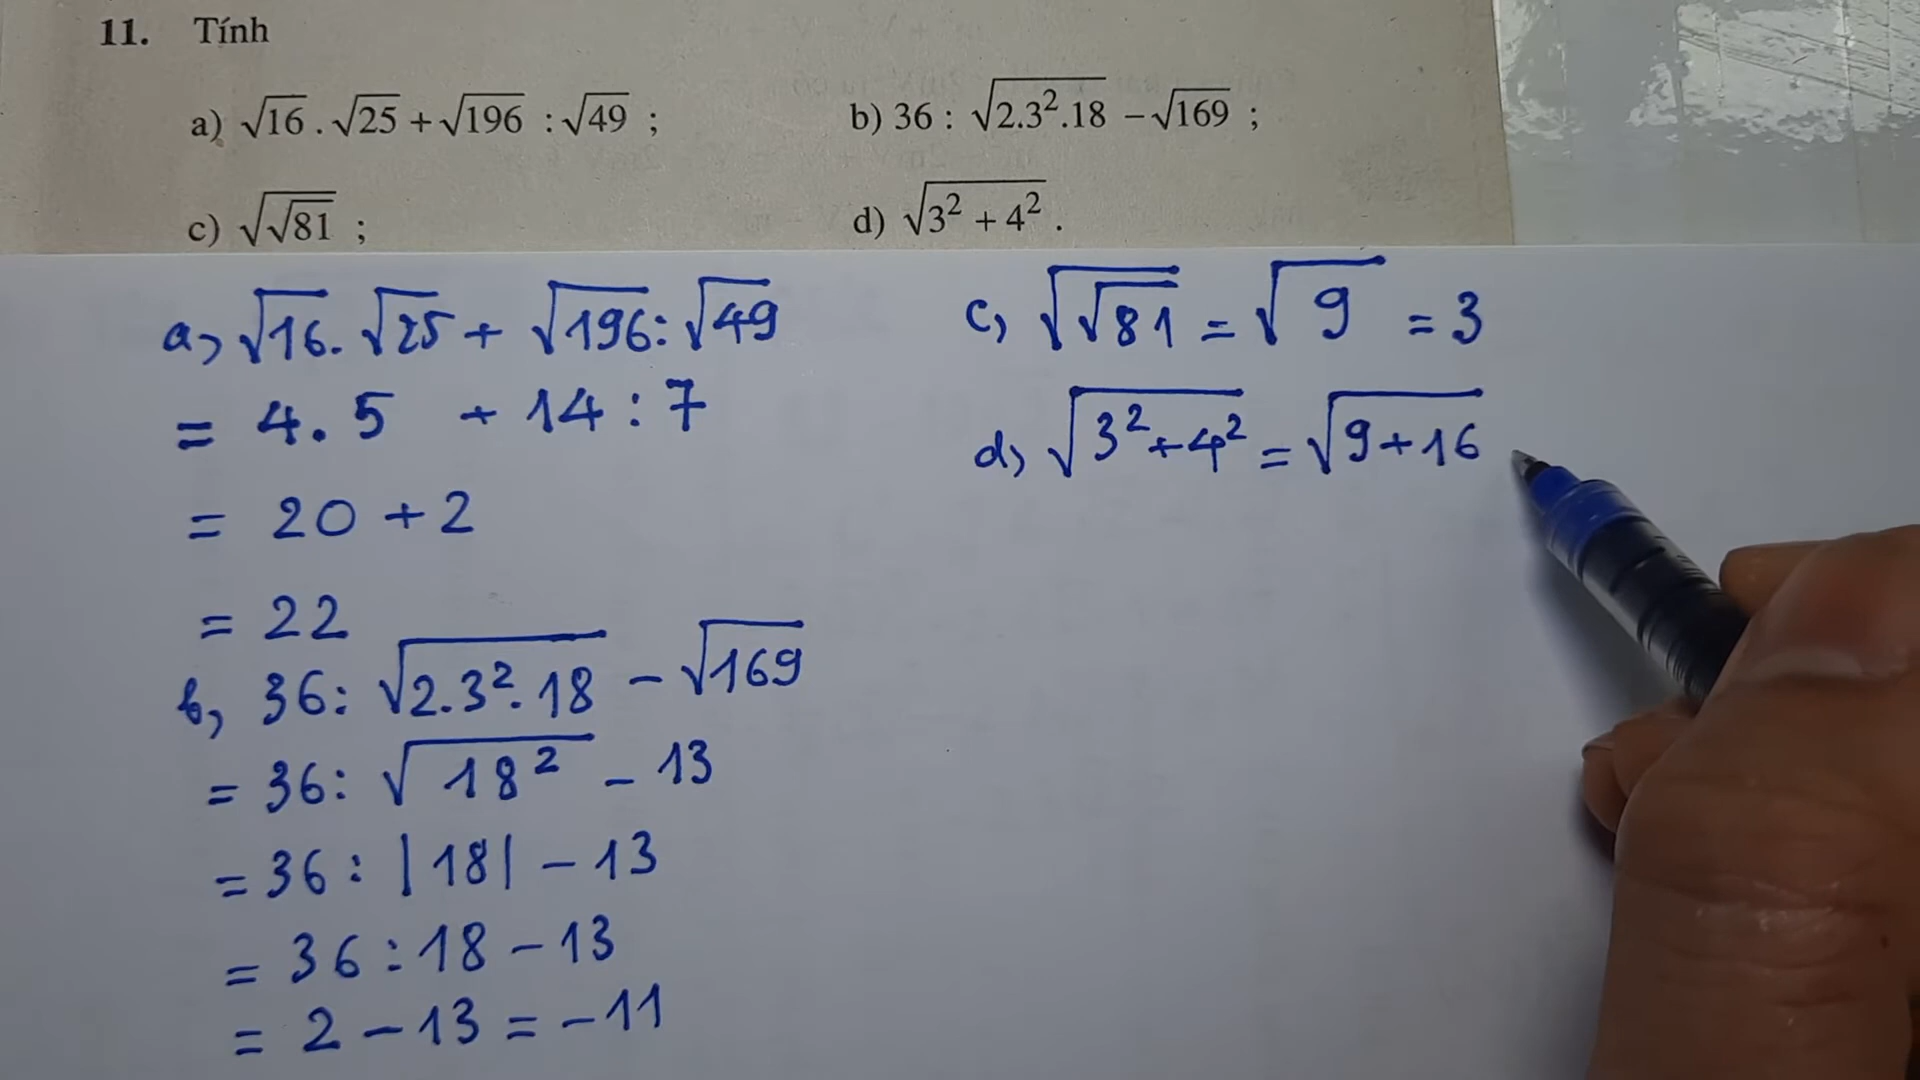 11. Tính
a) √16 . √25 + √196 : √49 ;
b) 36 : √(2.3².18) − √169 ;
c) √√81 ;
d) √(3² + 4²) .
a, √16 . √25 + √196 : √49
= 4 . 5 + 14 : 7
= 20 + 2
= 22
b, 36 : √(2.3².18) − √169
= 36 : √(18²) − 13
= 36 : |18| − 13
= 36 : 18 − 13
= 2 − 13 = −11
c, √√81 = √9 = 3
d, √(3² + 4²) = √(9 + 16)